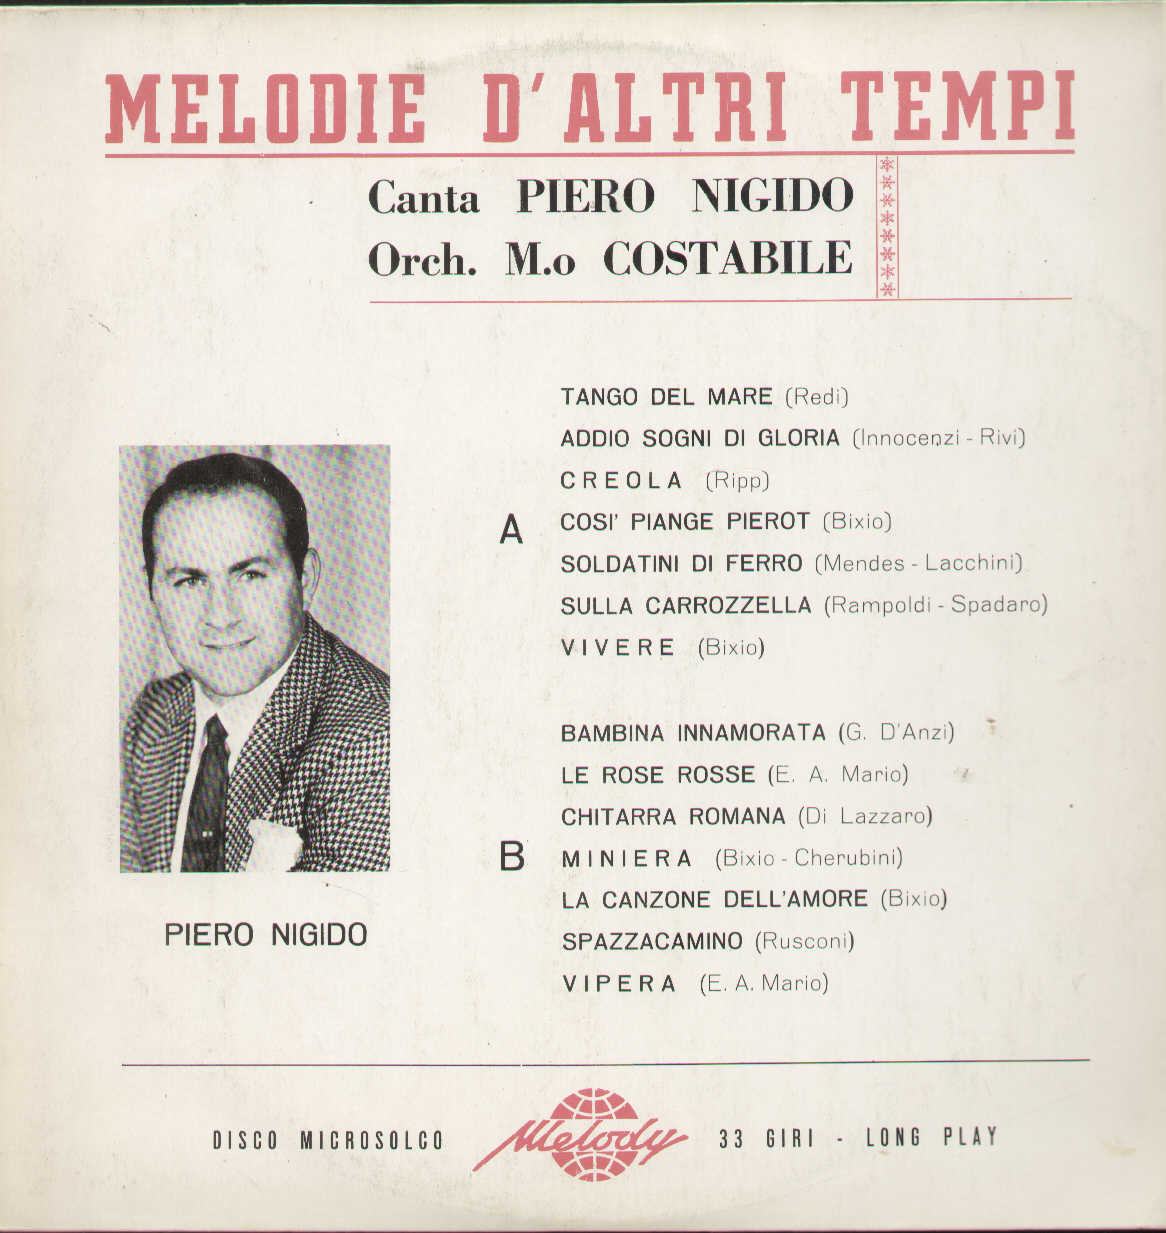 MELODIE D'ALTRI TEMPI
Canta PIERO NIGIDO
Orch. M.o COSTABILE
A
TANGO DEL MARE (Redi)
ADDIO SOGNI DI GLORIA (Innocenzi - Rivi)
CREOLA (Ripp)
COSI' PIANGE PIEROT (Bixio)
SOLDATINI DI FERRO (Mendes - Lacchini)
SULLA CARROZZELLA (Rampoldi - Spadaro)
VIVERE (Bixio)
B
BAMBINA INNAMORATA (G. D'Anzi)
LE ROSE ROSSE (E. A. Mario)
CHITARRA ROMANA (Di Lazzaro)
MINIERA (Bixio - Cherubini)
LA CANZONE DELL'AMORE (Bixio)
SPAZZACAMINO (Rusconi)
VIPERA (E. A. Mario)
PIERO NIGIDO
DISCO MICROSOLCO Melody 33 GIRI - LONG PLAY